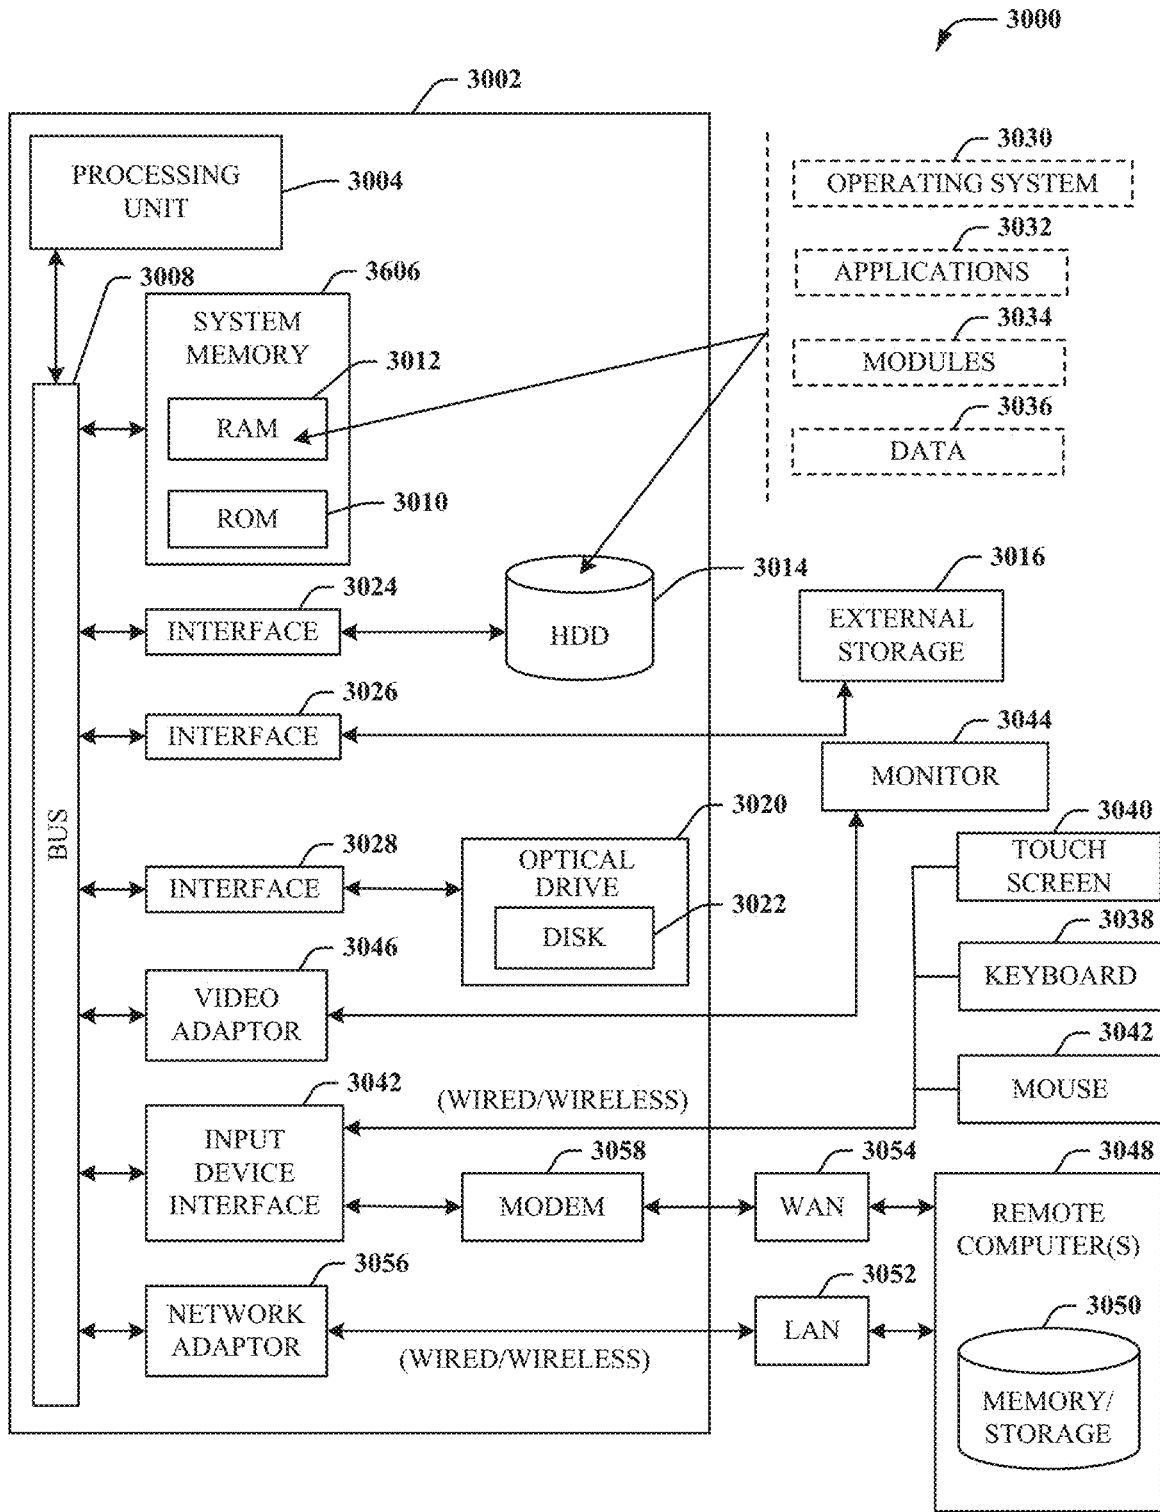 3000
3002
PROCESSING
UNIT
3004
3008
3606
SYSTEM
MEMORY
3012
RAM
3010
ROM
3030
OPERATING SYSTEM
3032
APPLICATIONS
3034
MODULES
3036
DATA
3024
INTERFACE
3014
HDD
3016
EXTERNAL
STORAGE
3026
INTERFACE
3044
MONITOR
BUS
3028
INTERFACE
3020
OPTICAL
DRIVE
3022
DISK
3040
TOUCH
SCREEN
3038
KEYBOARD
3046
VIDEO
ADAPTOR
3042
MOUSE
3042
INPUT
DEVICE
INTERFACE
(WIRED/WIRELESS)
3058
MODEM
3054
WAN
3048
REMOTE
COMPUTER(S)
3056
NETWORK
ADAPTOR
(WIRED/WIRELESS)
3052
LAN
3050
MEMORY/
STORAGE